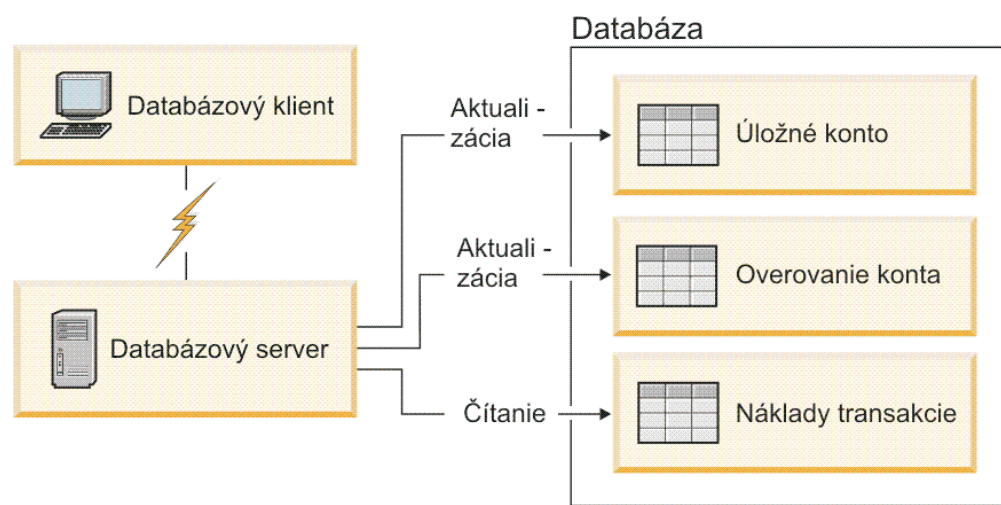 Databáza
Databázový klient
Aktuali -
zácia
Úložné konto
Aktuali -
zácia
Overovanie konta
Databázový server
Čítanie
Náklady transakcie